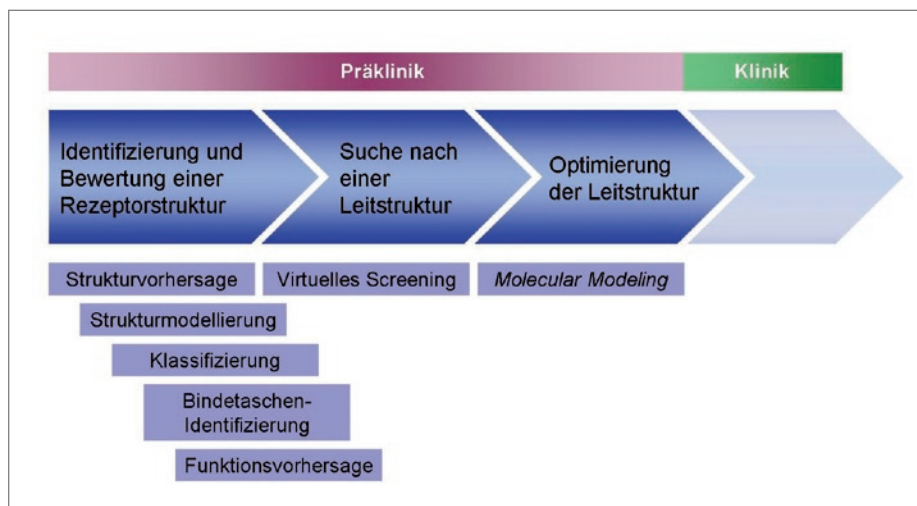 Präklinik
Klinik
Identifizierung und
Bewertung einer
Rezeptorstruktur
Suche nach
einer
Leitstruktur
Optimierung
der Leitstruktur
Strukturvorhersage
Virtuelles Screening
Molecular Modeling
Strukturmodellierung
Klassifizierung
Bindetaschen-
Identifizierung
Funktionsvorhersage